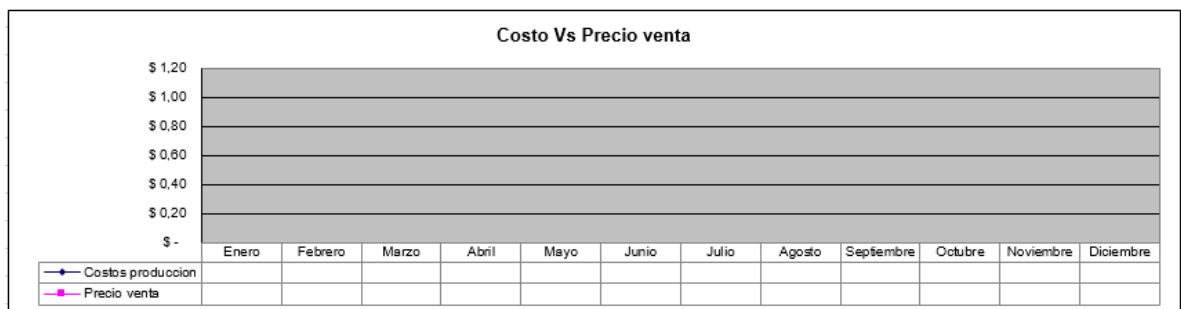 Costo Vs Precio venta
$ 1,20
$ 1,00
$ 0,80
$ 0,60
$ 0,40
$ 0,20
$ -
Enero Febrero Marzo Abril Mayo Junio Julio Agosto Septiembre Octubre Noviembre Diciembre
Costos produccion
Precio venta